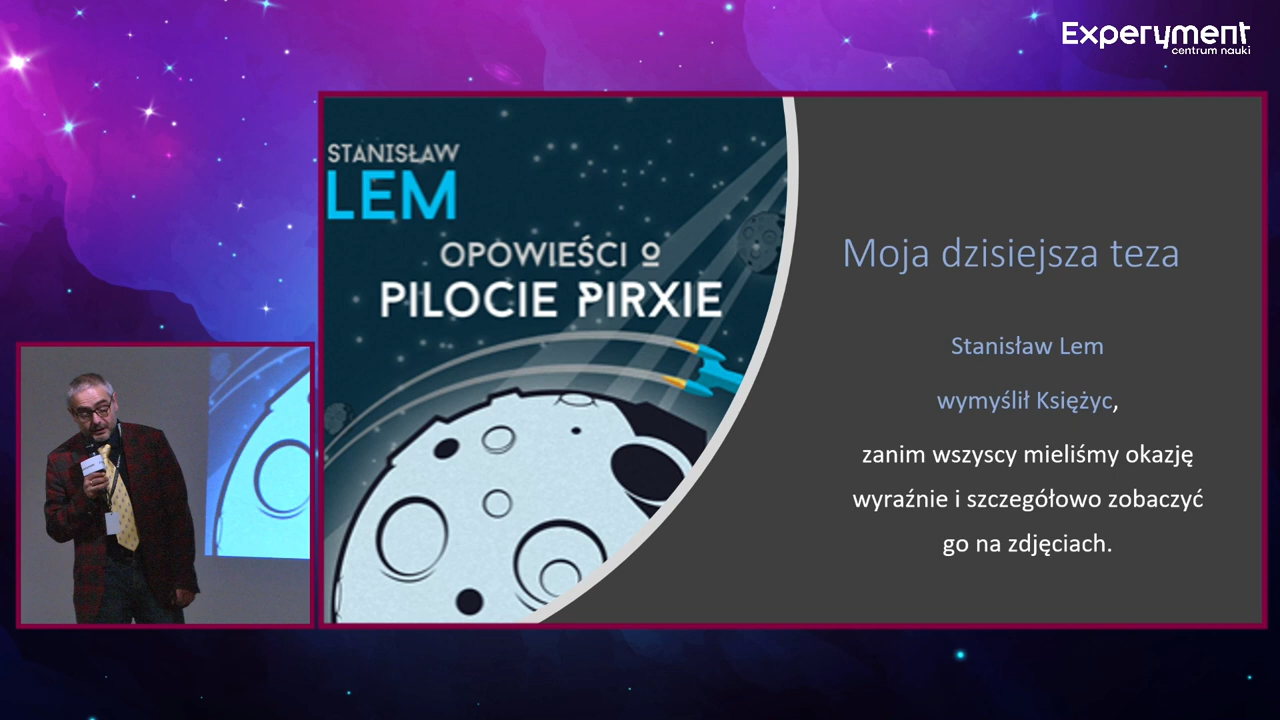 Experyment
centrum nauki
STANISŁAW
LEM
OPOWIEŚCI O
PILOCIE PIRXIE
Moja dzisiejsza teza
Stanisław Lem
wymyślił Księżyc,
zanim wszyscy mieliśmy okazję
wyraźnie i szczegółowo zobaczyć
go na zdjęciach.